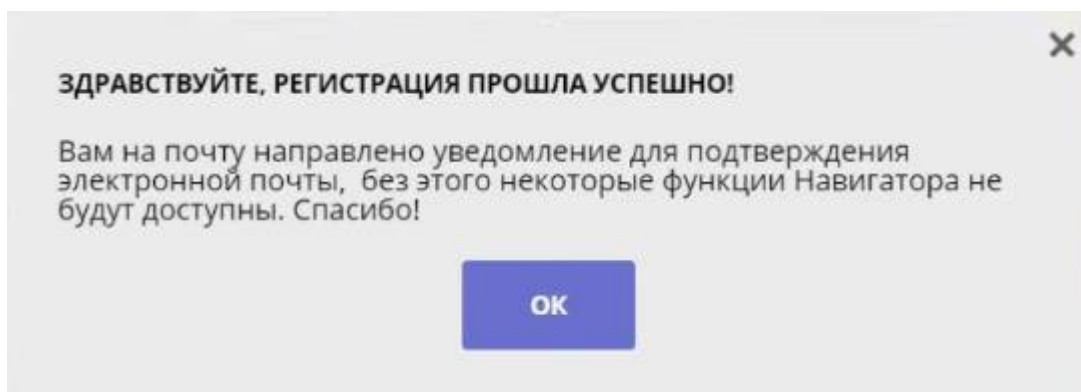 ЗДРАВСТВУЙТЕ, РЕГИСТРАЦИЯ ПРОШЛА УСПЕШНО!
Вам на почту направлено уведомление для подтверждения
электронной почты, без этого некоторые функции Навигатора не
будут доступны. Спасибо!
ОК